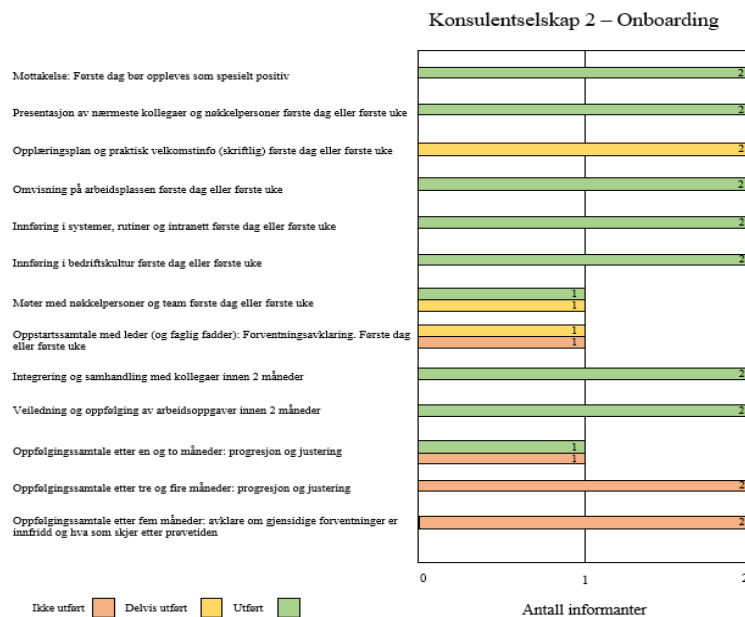 Konsulentselskap 2 – Onboarding
Mottakelse: Første dag bør oppleves som spesielt positiv
2
Presentasjon av nærmeste kollegaer og nøkkelpersoner første dag eller første uke
2
Opplæringsplan og praktisk velkomstinfo (skriftlig) første dag eller første uke
2
Omvisning på arbeidsplassen første dag eller første uke
2
Innføring i systemer, rutiner og intranett første dag eller første uke
2
Innføring i bedriftskultur første dag eller første uke
2
Møter med nøkkelpersoner og team første dag eller første uke
1
1
Oppstartssamtale med leder (og faglig fadder): Forventningsavklaring. Første dag
eller første uke
1
1
Integrering og samhandling med kollegaer innen 2 måneder
2
Veiledning og oppfølging av arbeidsoppgaver innen 2 måneder
2
Oppfølgingssamtale etter en og to måneder: progresjon og justering
1
1
Oppfølgingssamtale etter tre og fire måneder: progresjon og justering
2
Oppfølgingssamtale etter fem måneder: avklare om gjensidige forventninger er
innfridd og hva som skjer etter prøvetiden
2
0 1 2
Ikke utført Delvis utført Utført
Antall informanter